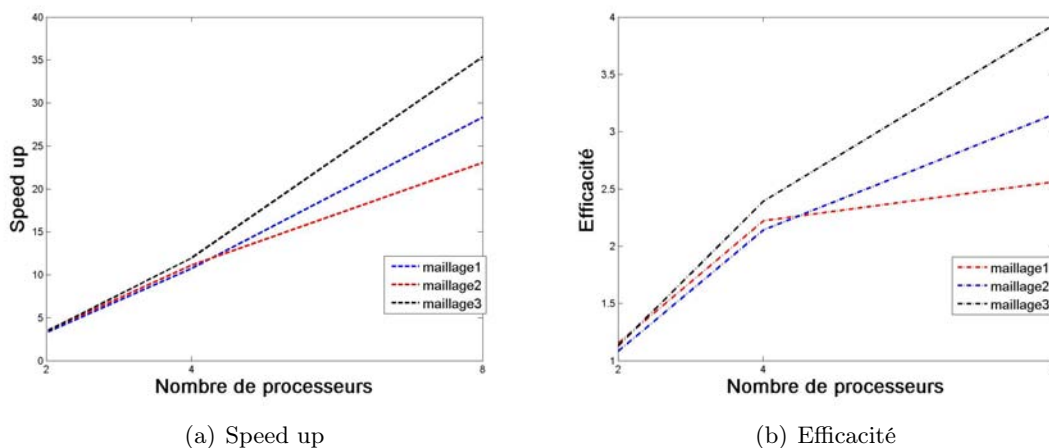 40
35
30
25
20
15
10
5
0
Speed up
2
4
8
Nombre de processeurs
maillage1
maillage2
maillage3
(a) Speed up
4
3.5
3
2.5
2
1.5
1
Efficacité
2
4
Nombre de processeurs
maillage1
maillage2
maillage3
(b) Efficacité